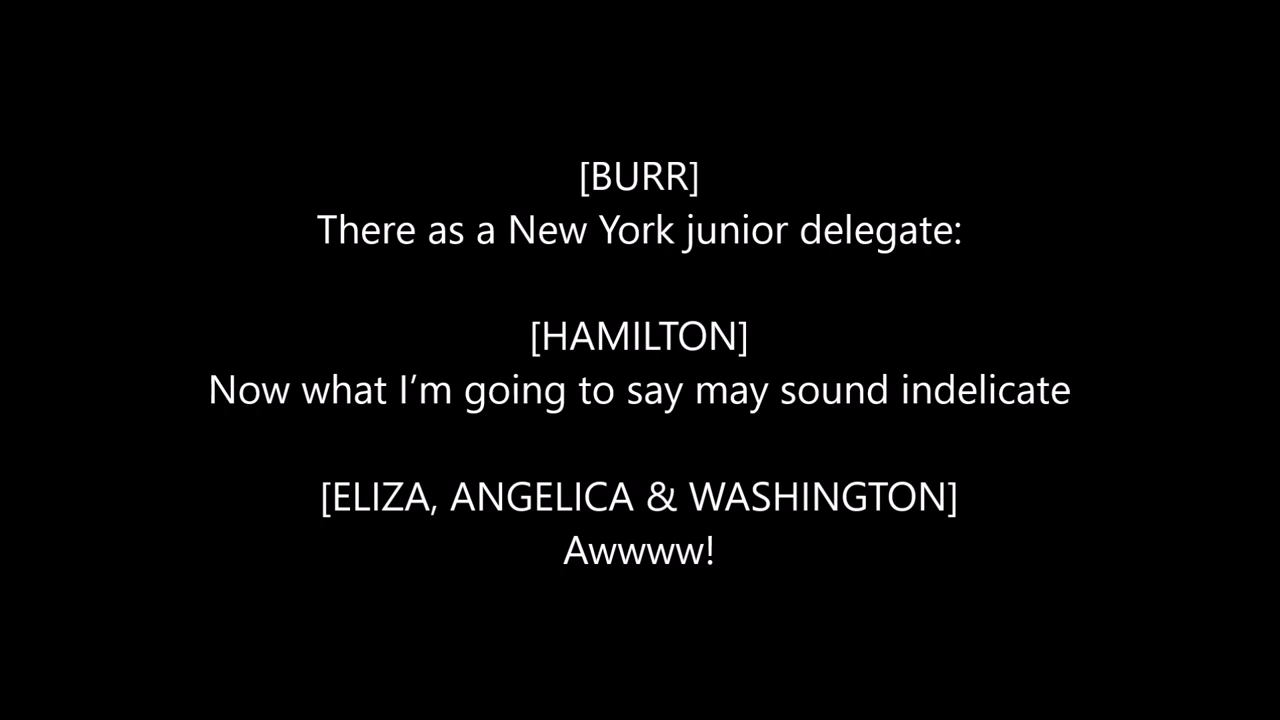 [BURR]
There as a New York junior delegate:
[HAMILTON]
Now what I’m going to say may sound indelicate
[ELIZA, ANGELICA & WASHINGTON]
Awwww!